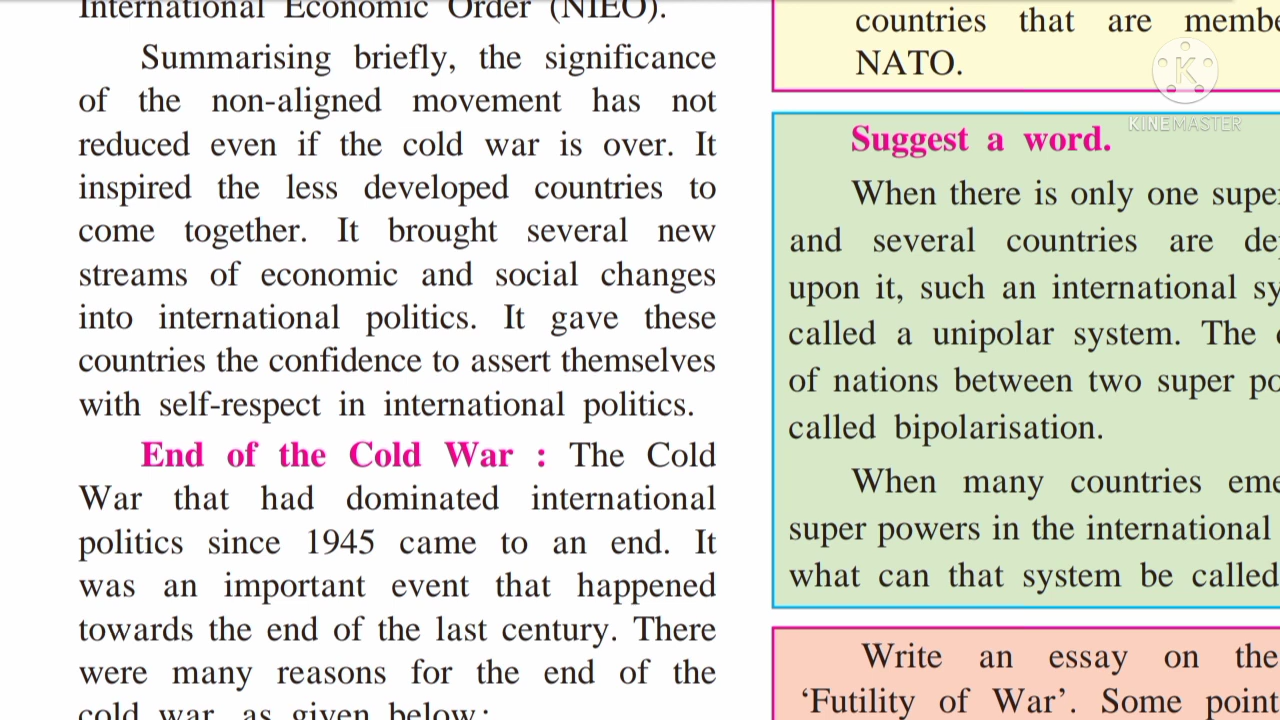 International Economic Order (NIEO).
Summarising briefly, the significance
of the non-aligned movement has not
reduced even if the cold war is over. It
inspired the less developed countries to
come together. It brought several new
streams of economic and social changes
into international politics. It gave these
countries the confidence to assert themselves
with self-respect in international politics.
End of the Cold War : The Cold
War that had dominated international
politics since 1945 came to an end. It
was an important event that happened
towards the end of the last century. There
were many reasons for the end of the
cold war, as given below:
countries that are
NATO.
K
KINEMASTER
Suggest a word.
When there is only one
and several countries are
upon it, such an international
called a unipolar system. The
of nations between two super
called bipolarisation.
When many countries
super powers in the international
what can that system be called
Write an essay on the
‘Futility of War’. Some